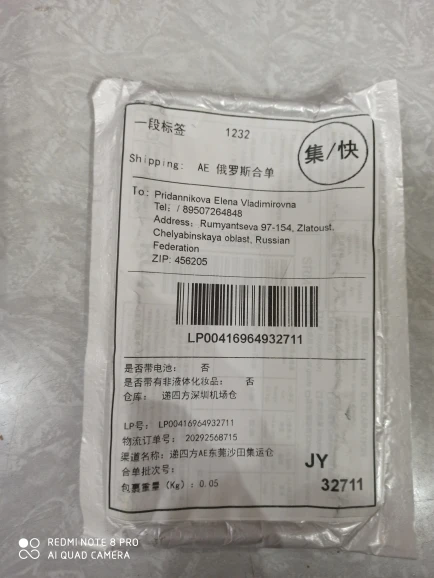 一段标签 1232
集/快
Shipping: AE 俄罗斯合单
To: Pridannikova Elena Vladimirovna
Tel: / 89507264848
Address: Rumyantseva 97-154, Zlatoust.
Chelyabinskaya oblast, Russian
Federation
ZIP: 456205
LP00416964932711
是否带电池: 否
是否带有非液体化妆品: 否
仓库: 递四方深圳机场仓
LP号: LP00416964932711
物流订单号: 20292568715
渠道名称: 递四方AE东莞沙田集运仓
合单批次号:
包裹重量 (Kg): 0.05
JY
32711
REDMI NOTE 8 PRO
AI QUAD CAMERA